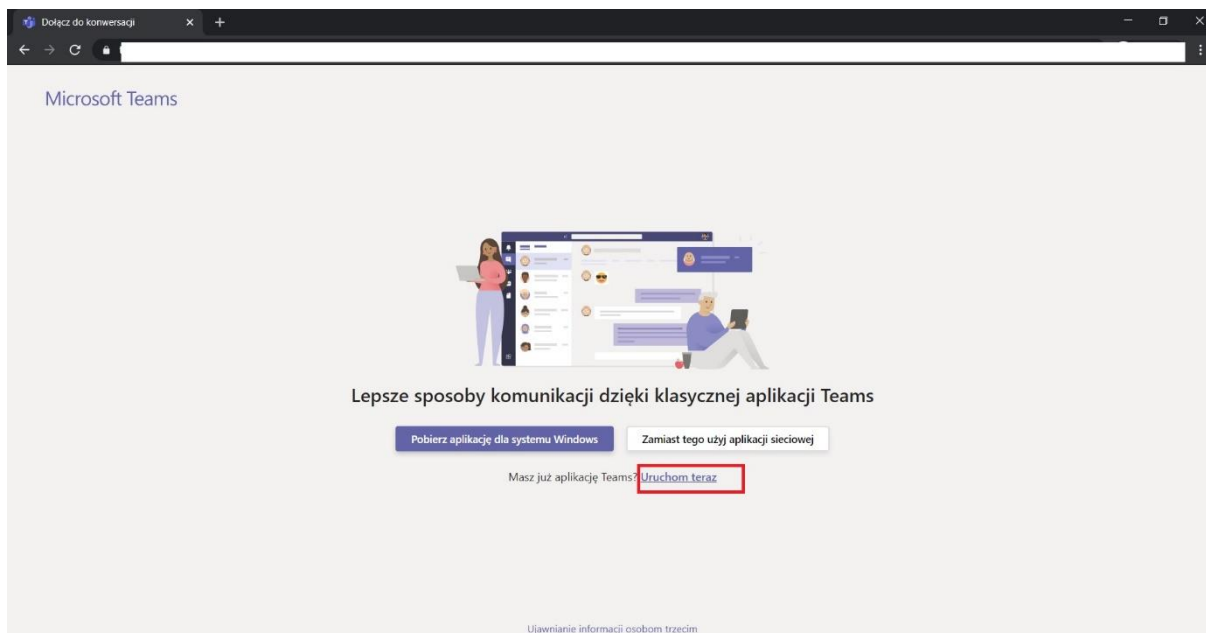 Dołącz do konwersacji
Microsoft Teams
Lepsze sposoby komunikacji dzięki klasycznej aplikacji Teams
Pobierz aplikację dla systemu Windows
Zamiast tego użyj aplikacji sieciowej
Masz już aplikację Teams? Uruchom teraz
Ujawnianie informacji osobom trzecim